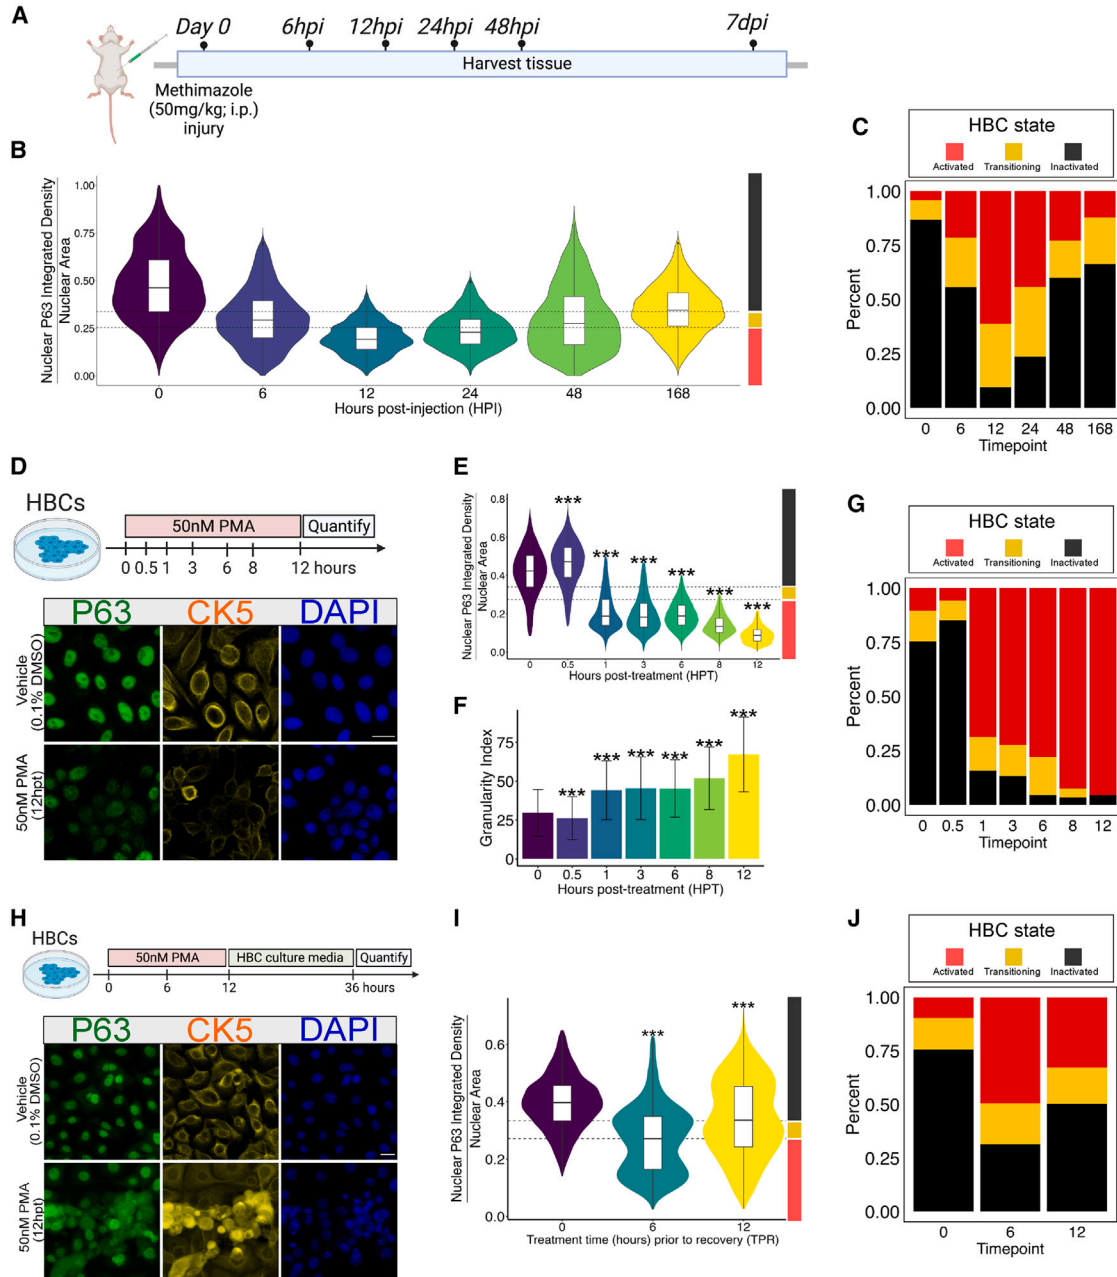 A
Day 0 6hpi 12hpi 24hpi 48hpi 7dpi
Harvest tissue
Methimazole
(50mg/kg; i.p.)
injury
B
Nuclear P63 Integrated Density
Nuclear Area
1.00
0.75
0.50
0.25
0.00
0 6 12 24 48 168
Hours post-injection (HPI)
C
HBC state
Activated Transitioning Inactivated
Percent
1.00
0.75
0.50
0.25
0.00
0 6 12 24 48 168
Timepoint
D
HBCs
50nM PMA Quantify
0 0.5 1 3 6 8 12 hours
P63 CK5 DAPI
Vehicle
(0.1% DMSO)
50nM PMA
(12hpt)
E
Nuclear P63 Integrated Density
Nuclear Area
0.8
0.6
0.4
0.2
0.0
*** *** *** *** *** ***
0 0.5 1 3 6 8 12
Hours post-treatment (HPT)
F
Granularity Index
75
50
25
0
*** *** *** *** *** ***
0 0.5 1 3 6 8 12
Hours post-treatment (HPT)
G
HBC state
Activated Transitioning Inactivated
Percent
1.00
0.75
0.50
0.25
0.00
0 0.5 1 3 6 8 12
Timepoint
H
HBCs
50nM PMA HBC culture media Quantify
0 6 12 36 hours
P63 CK5 DAPI
Vehicle
(0.1% DMSO)
50nM PMA
(12hpt)
I
Nuclear P63 Integrated Density
Nuclear Area
0.6
0.4
0.2
0.0
*** ***
0 6 12
Treatment time (hours) prior to recovery (TPR)
J
HBC state
Activated Transitioning Inactivated
Percent
1.00
0.75
0.50
0.25
0.00
0 6 12
Timepoint